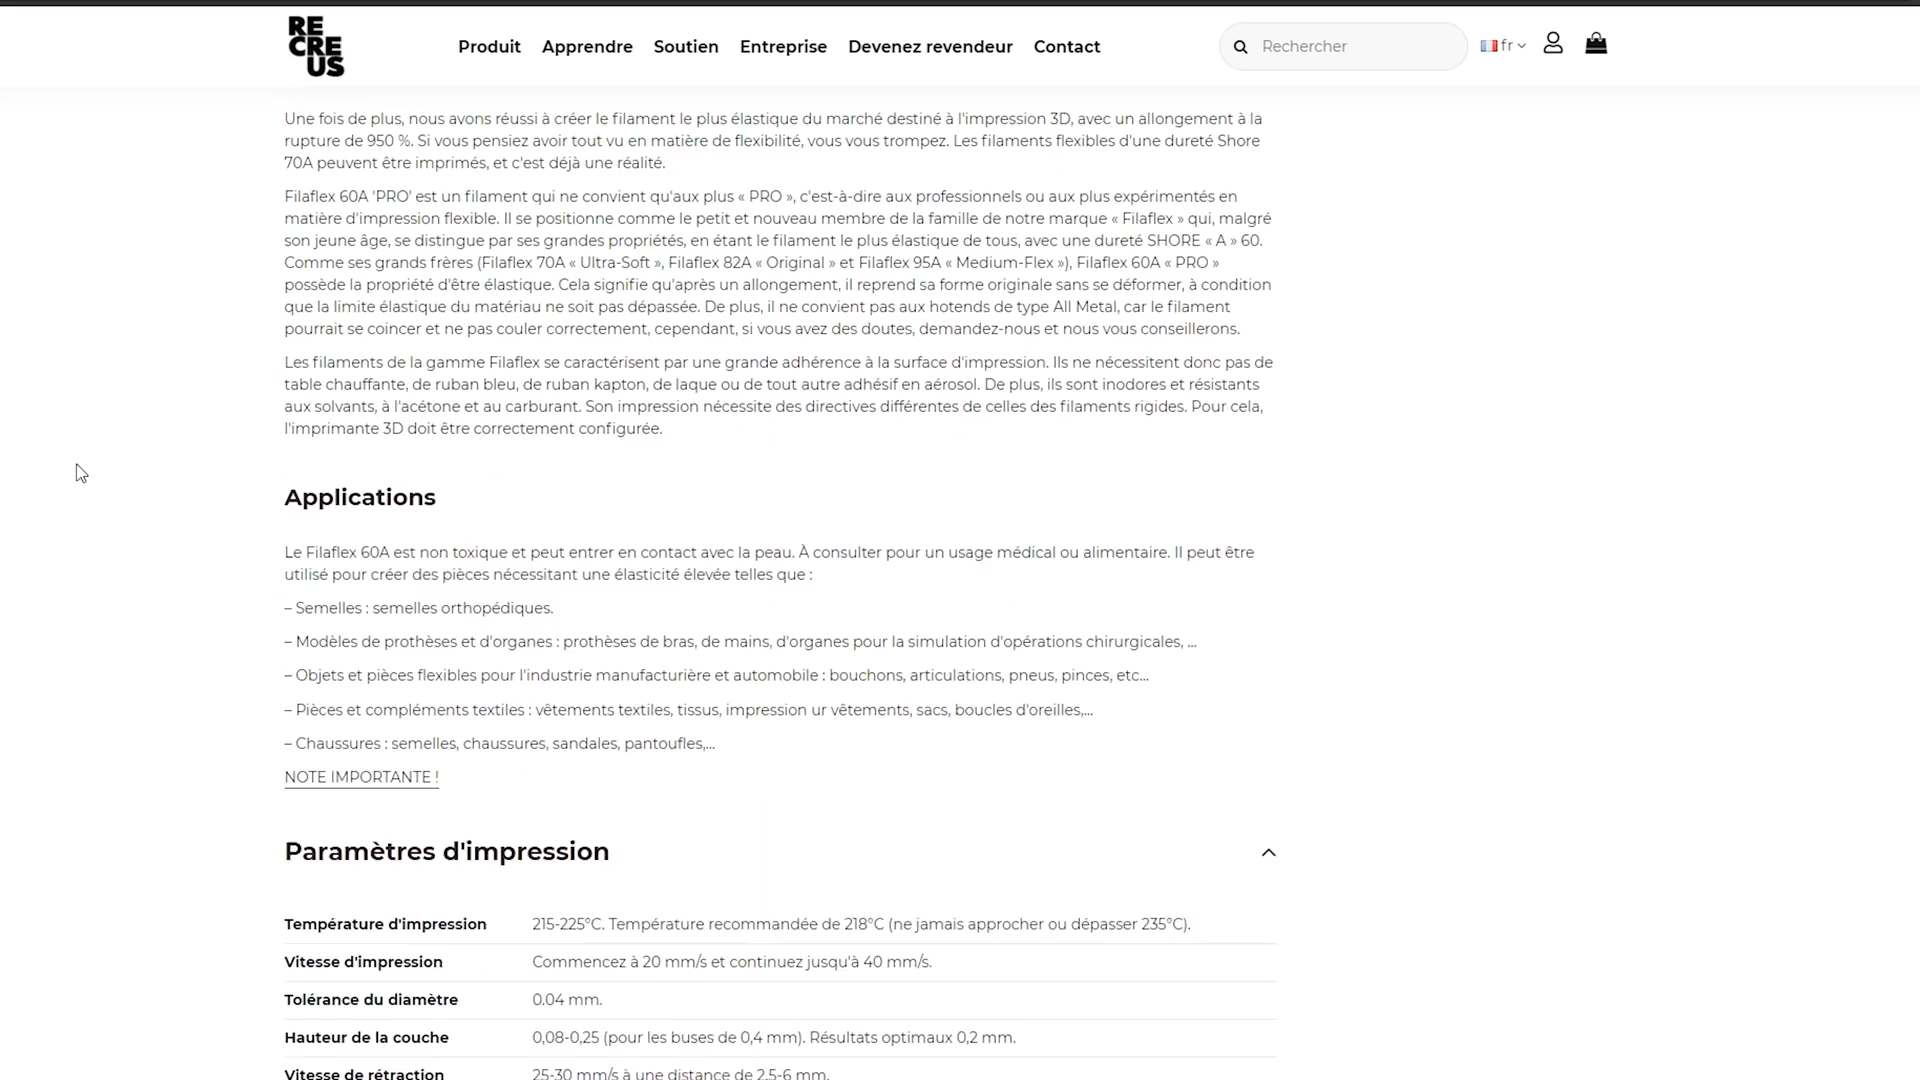 RE
CRE
US
Produit Apprendre Soutien Entreprise Devenez revendeur Contact Rechercher fr
Une fois de plus, nous avons réussi à créer le filament le plus élastique du marché destiné à l'impression 3D, avec un allongement à la
rupture de 950 %. Si vous pensiez avoir tout vu en matière de flexibilité, vous vous trompez. Les filaments flexibles d'une dureté Shore
70A peuvent être imprimés, et c'est déjà une réalité.
Filaflex 60A 'PRO' est un filament qui ne convient qu'aux plus « PRO », c'est-à-dire aux professionnels ou aux plus expérimentés en
matière d'impression flexible. Il se positionne comme le petit et nouveau membre de la famille de notre marque « Filaflex » qui, malgré
son jeune âge, se distingue par ses grandes propriétés, en étant le filament le plus élastique de tous, avec une dureté SHORE « A » 60.
Comme ses grands frères (Filaflex 70A « Ultra-Soft », Filaflex 82A « Original » et Filaflex 95A « Medium-Flex »), Filaflex 60A « PRO »
possède la propriété d'être élastique. Cela signifie qu'après un allongement, il reprend sa forme originale sans se déformer, à condition
que la limite élastique du matériau ne soit pas dépassée. De plus, il ne convient pas aux hotends de type All Metal, car le filament
pourrait se coincer et ne pas couler correctement, cependant, si vous avez des doutes, demandez-nous et nous vous conseillerons.
Les filaments de la gamme Filaflex se caractérisent par une grande adhérence à la surface d'impression. Ils ne nécessitent donc pas de
table chauffante, de ruban bleu, de ruban kapton, de laque ou de tout autre adhésif en aérosol. De plus, ils sont inodores et résistants
aux solvants, à l'acétone et au carburant. Son impression nécessite des directives différentes de celles des filaments rigides. Pour cela,
l'imprimante 3D doit être correctement configurée.
Applications
Le Filaflex 60A est non toxique et peut entrer en contact avec la peau. À consulter pour un usage médical ou alimentaire. Il peut être
utilisé pour créer des pièces nécessitant une élasticité élevée telles que :
– Semelles : semelles orthopédiques.
– Modèles de prothèses et d'organes : prothèses de bras, de mains, d'organes pour la simulation d'opérations chirurgicales, ...
– Objets et pièces flexibles pour l'industrie manufacturière et automobile : bouchons, articulations, pneus, pinces, etc...
– Pièces et compléments textiles : vêtements textiles, tissus, impression ur vêtements, sacs, boucles d'oreilles,...
– Chaussures : semelles, chaussures, sandales, pantoufles,...
NOTE IMPORTANTE !
Paramètres d'impression
Température d'impression 215-225°C. Température recommandée de 218°C (ne jamais approcher ou dépasser 235°C).
Vitesse d'impression Commencez à 20 mm/s et continuez jusqu'à 40 mm/s.
Tolérance du diamètre 0.04 mm.
Hauteur de la couche 0,08-0,25 (pour les buses de 0,4 mm). Résultats optimaux 0,2 mm.
Vitesse de rétraction 25-30 mm/s à une distance de 2,5-6 mm.